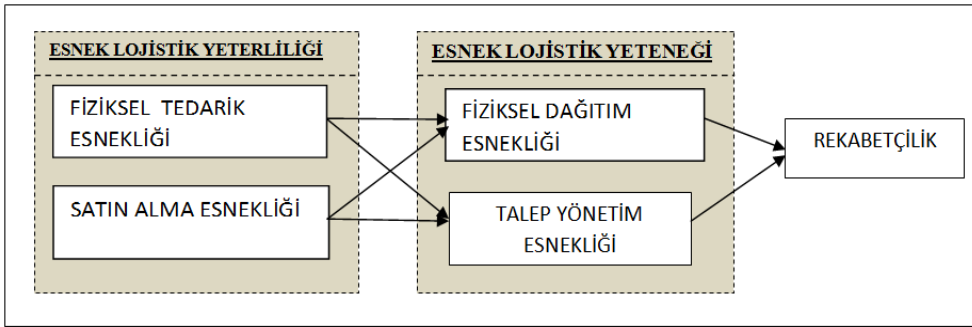 ESNEK LOJİSTİK YETERLİLİĞİ
FİZİKSEL TEDARİK
ESNEKLİĞİ
SATIN ALMA ESNEKLİĞİ
ESNEK LOJİSTİK YETENEĞİ
FİZİKSEL DAĞITIM
ESNEKLİĞİ
TALEP YÖNETİM
ESNEKLİĞİ
REKABETÇİLİK